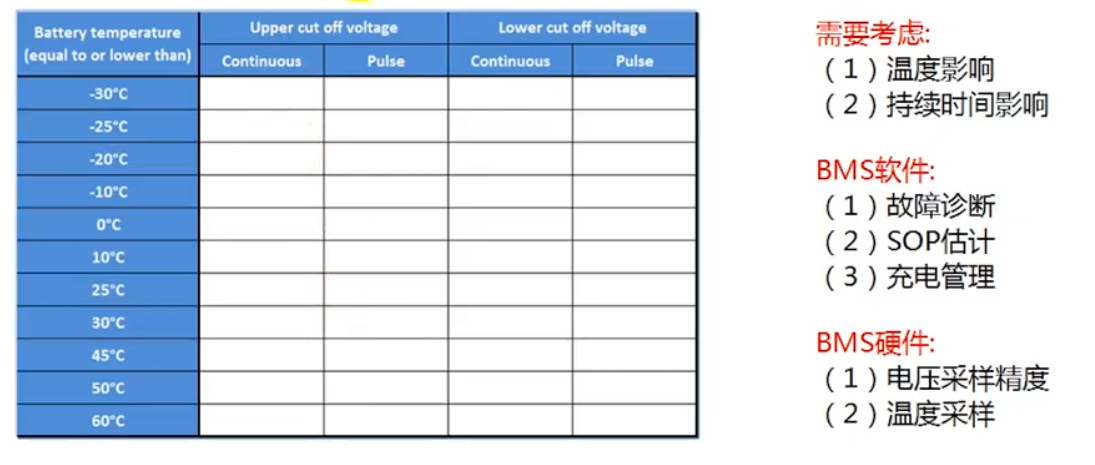 Battery temperature
(equal to or lower than)
Upper cut off voltage
Lower cut off voltage
Continuous
Pulse
Continuous
Pulse
-30°C
-25°C
-20°C
-10°C
0°C
10°C
25°C
30°C
45°C
50°C
60°C
需要考虑:
（1）温度影响
（2）持续时间影响
BMS软件:
（1）故障诊断
（2）SOP估计
（3）充电管理
BMS硬件:
（1）电压采样精度
（2）温度采样